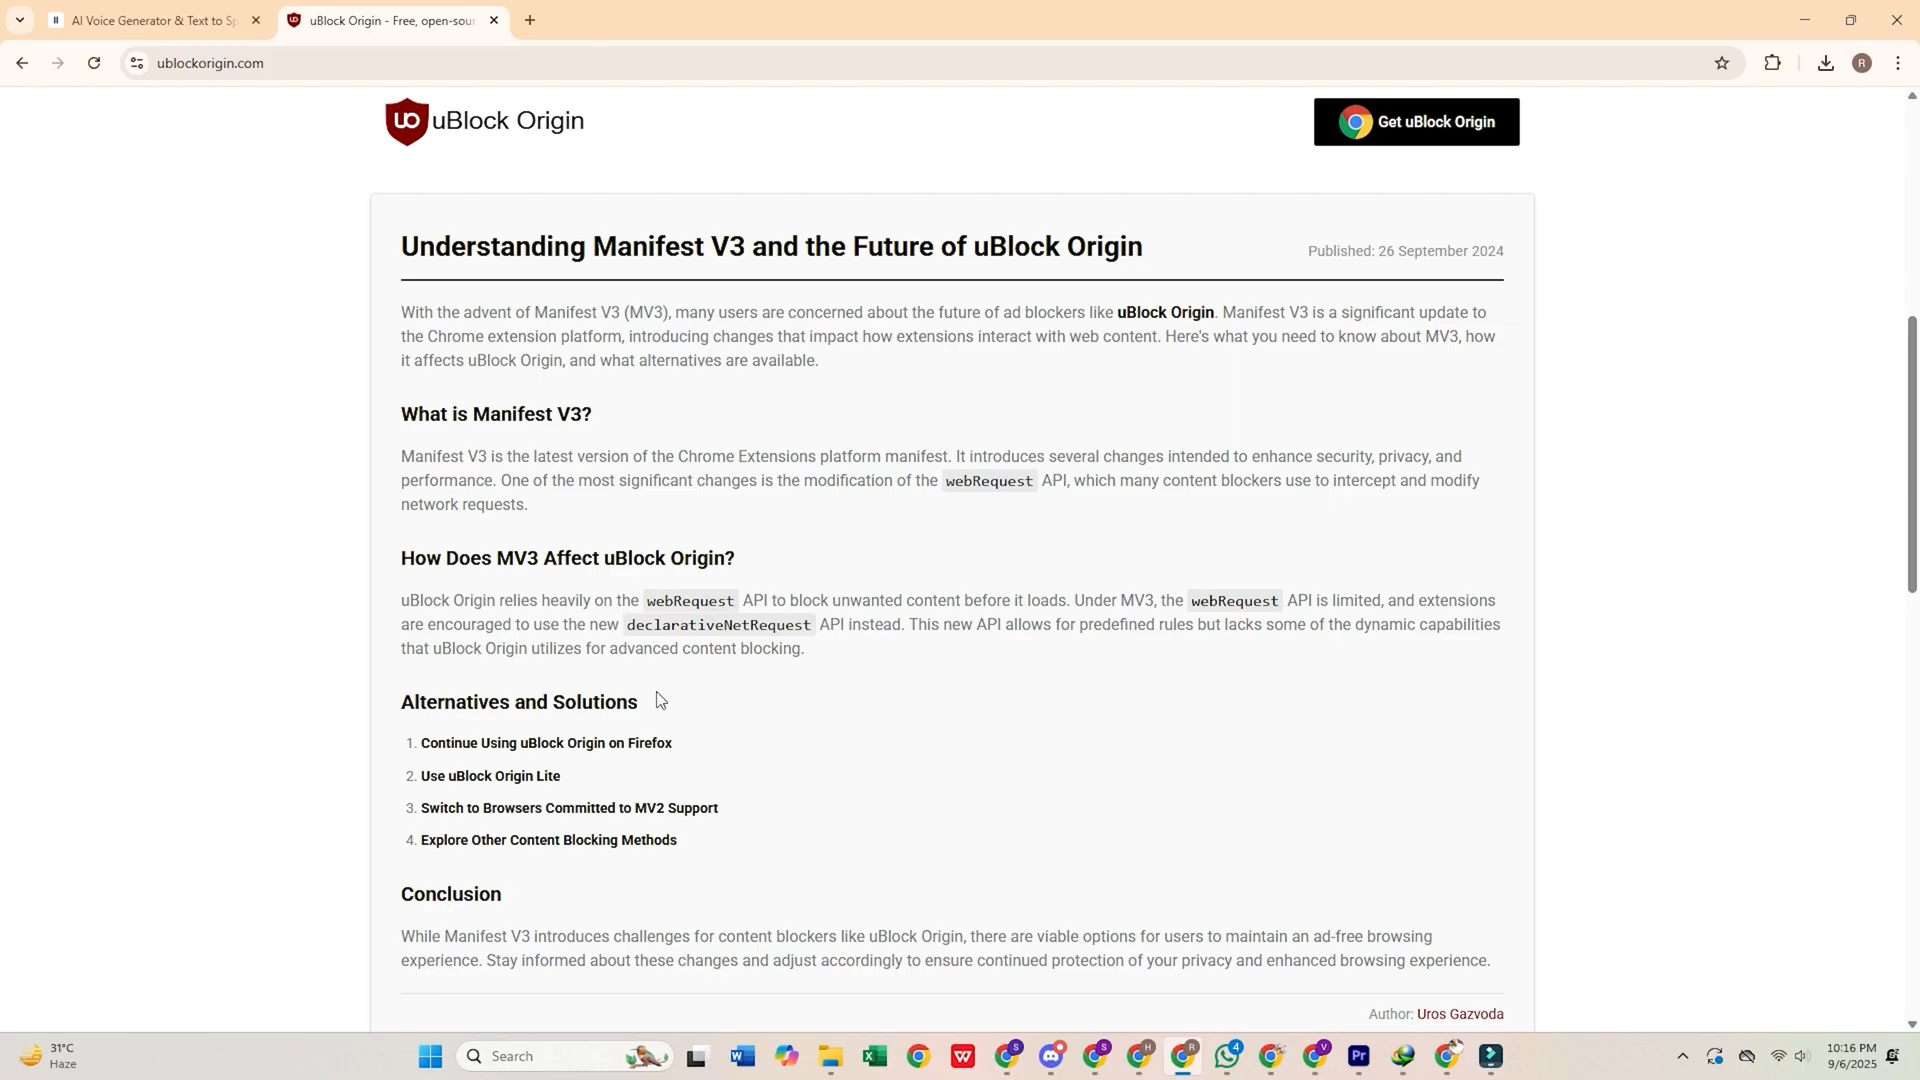 AI Voice Generator & Text to Sp
uBlock Origin - Free, open-sour
ublockorigin.com
R
uBlock Origin
Get uBlock Origin
Understanding Manifest V3 and the Future of uBlock Origin
Published: 26 September 2024
With the advent of Manifest V3 (MV3), many users are concerned about the future of ad blockers like uBlock Origin. Manifest V3 is a significant update to
the Chrome extension platform, introducing changes that impact how extensions interact with web content. Here's what you need to know about MV3, how
it affects uBlock Origin, and what alternatives are available.
What is Manifest V3?
Manifest V3 is the latest version of the Chrome Extensions platform manifest. It introduces several changes intended to enhance security, privacy, and
performance. One of the most significant changes is the modification of the webRequest API, which many content blockers use to intercept and modify
network requests.
How Does MV3 Affect uBlock Origin?
uBlock Origin relies heavily on the webRequest API to block unwanted content before it loads. Under MV3, the webRequest API is limited, and extensions
are encouraged to use the new declarativeNetRequest API instead. This new API allows for predefined rules but lacks some of the dynamic capabilities
that uBlock Origin utilizes for advanced content blocking.
Alternatives and Solutions
1. Continue Using uBlock Origin on Firefox
2. Use uBlock Origin Lite
3. Switch to Browsers Committed to MV2 Support
4. Explore Other Content Blocking Methods
Conclusion
While Manifest V3 introduces challenges for content blockers like uBlock Origin, there are viable options for users to maintain an ad-free browsing
experience. Stay informed about these changes and adjust accordingly to ensure continued protection of your privacy and enhanced browsing experience.
Author: Uros Gazvoda
31°C
Haze
Search
S
S
H
R
4
V
Pr
10:16 PM
9/6/2025